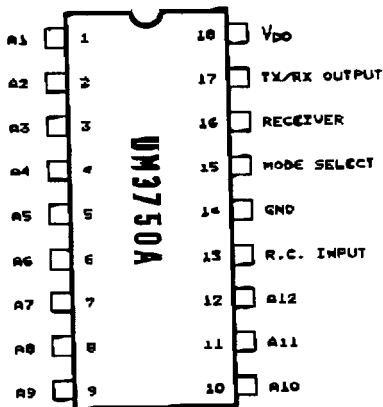 A1 1 18 VDD
A2 2 17 TX/RX OUTPUT
A3 3 16 RECEIVER
A4 4 15 MODE SELECT
A5 5 14 GND
A6 6 13 R.C. INPUT
A7 7 12 A12
A8 8 11 A11
A9 9 10 A10
UM3750A